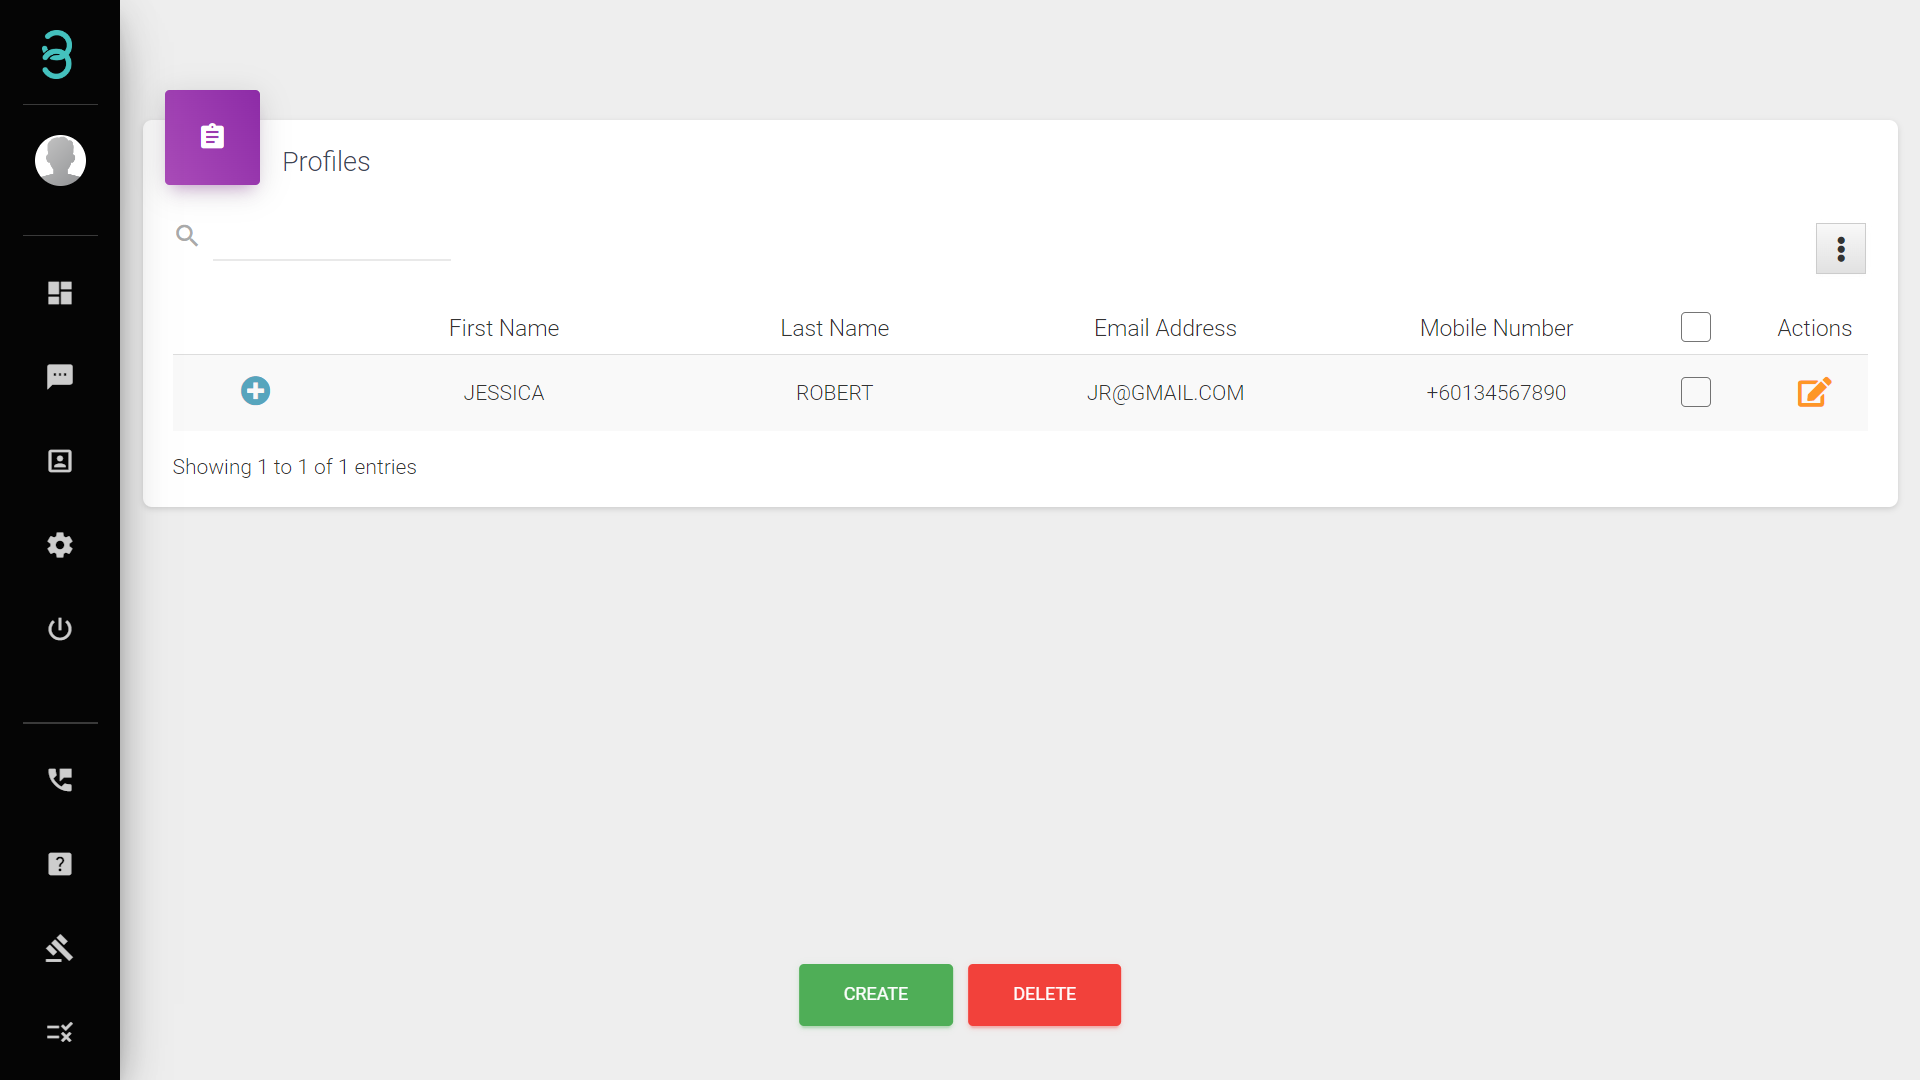 Profiles
First Name Last Name Email Address Mobile Number Actions
JESSICA ROBERT JR@GMAIL.COM +60134567890
Showing 1 to 1 of 1 entries
CREATE DELETE